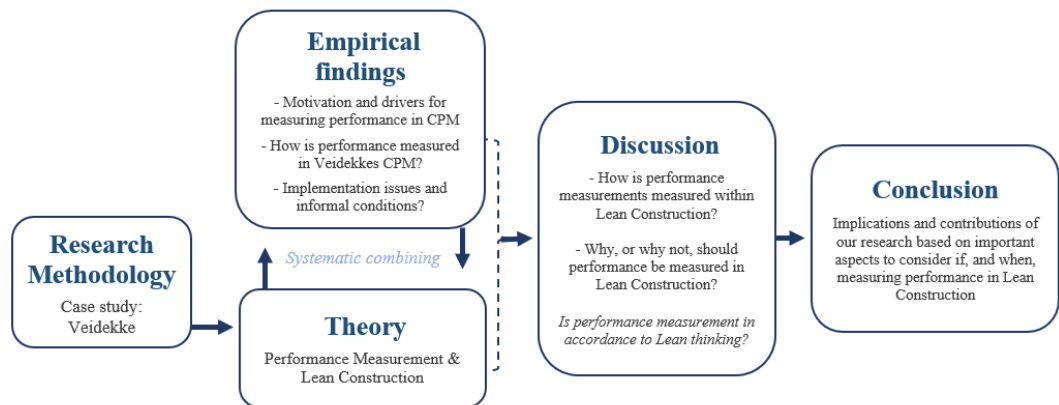 Research
Methodology
Case study:
Veidekke
Empirical
findings
- Motivation and drivers for
measuring performance in CPM
- How is performance measured
in Veidekkes CPM?
- Implementation issues and
informal conditions?
Systematic combining
Theory
Performance Measurement &
Lean Construction
Discussion
- How is performance
measurements measured within
Lean Construction?
- Why, or why not, should
performance be measured in
Lean Construction?
Is performance measurement in
accordance to Lean thinking?
Conclusion
Implications and contributions of
our research based on important
aspects to consider if, and when,
measuring performance in Lean
Construction